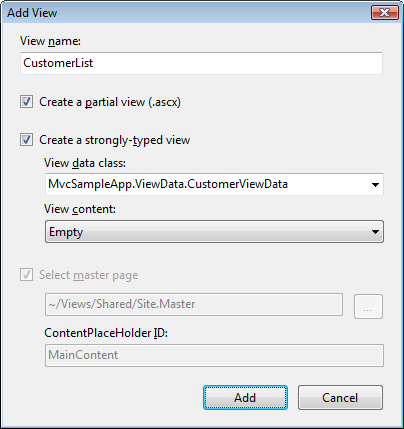 Add View
View name:
CustomerList
Create a partial view (.ascx)
Create a strongly-typed view
View data class:
MvcSampleApp.ViewData.CustomerViewData
View content:
Empty
Select master page
~/Views/Shared/Site.Master
...
ContentPlaceHolder ID:
MainContent
Add Cancel